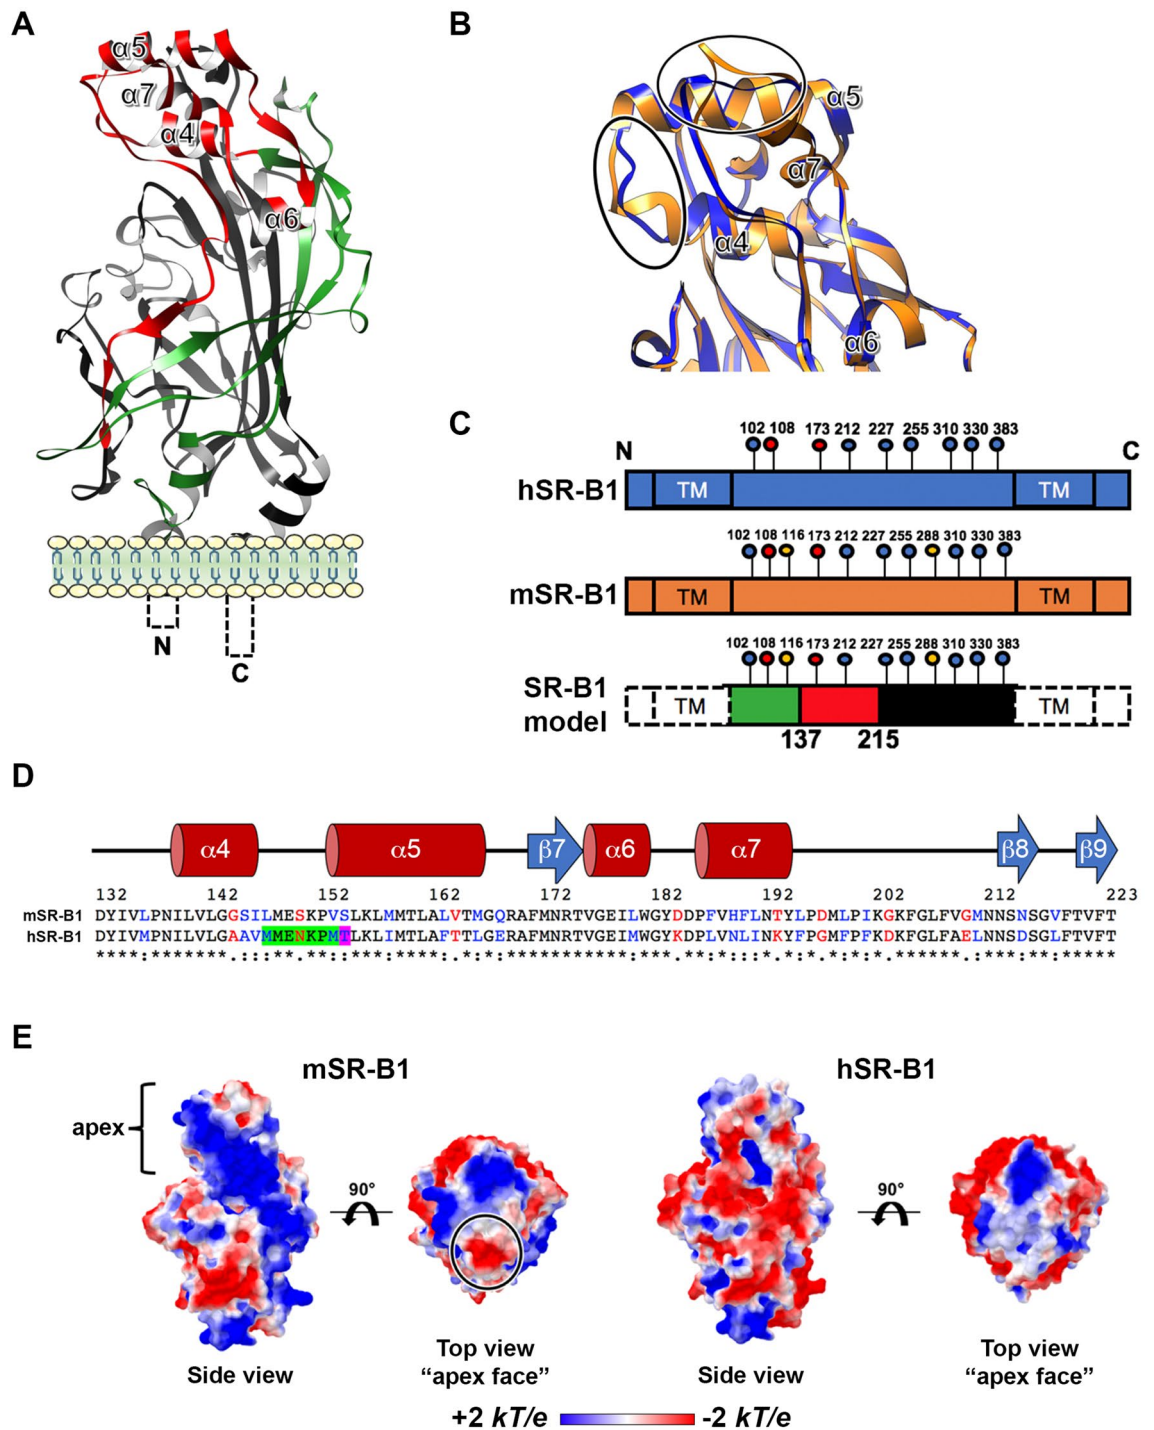 A
α5
α7
α4
α6
N
C
B
α5
α7
α4
α6
C
N
C
102 108 173 212 227 255 310 330 383
hSR-B1
TM
TM
102 108 116 173 212 227 255 288 310 330 383
mSR-B1
TM
TM
102 108 116 173 212 227 255 288 310 330 383
SR-B1
model
TM
TM
137 215
D
α4 α5 β7 α6 α7 β8 β9
132 142 152 162 172 182 192 202 212 223
mSR-B1 DYIVLPNILVLGGSILMESKPVSLKLMMTLALVTMGQRAFMNRTVGEILWGYDDPFVHFLNTYLPDMLPIKGKFGLFVGMNNSNSGVFTVFT
hSR-B1 DYIVMPNILVLGAAVMMENKPMTLKLIMTLAFTTLGERAFMNRTVGEIMWGYKDPLVNLINKYFPGMFPFKDKFGLFAELNNSDSGLFTVFT
****:*******.:::**.**::***:****:.*:*:***********:***.**:*:::*.*:*.*:*:*.*****:.:***:**:*****
E
mSR-B1
hSR-B1
apex
90°
90°
Side view
Top view
“apex face”
Side view
Top view
“apex face”
+2 kT/e
-2 kT/e